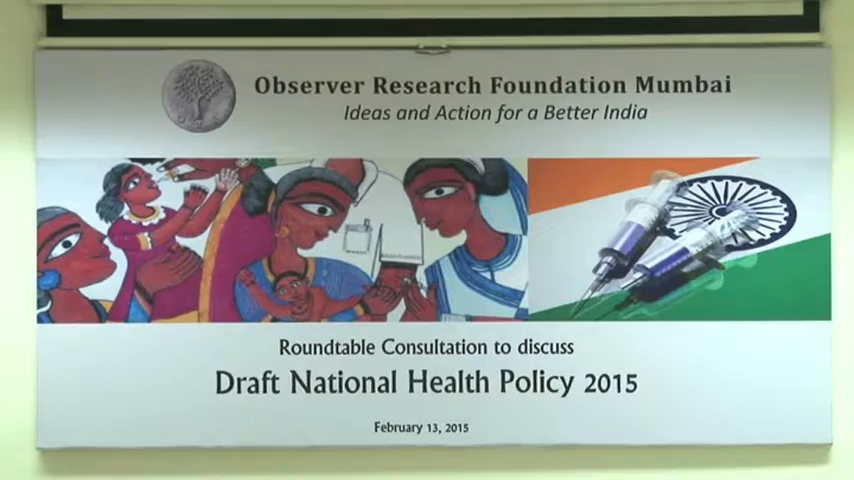 Observer Research Foundation Mumbai
Ideas and Action for a Better India
Roundtable Consultation to discuss
Draft National Health Policy 2015
February 13, 2015